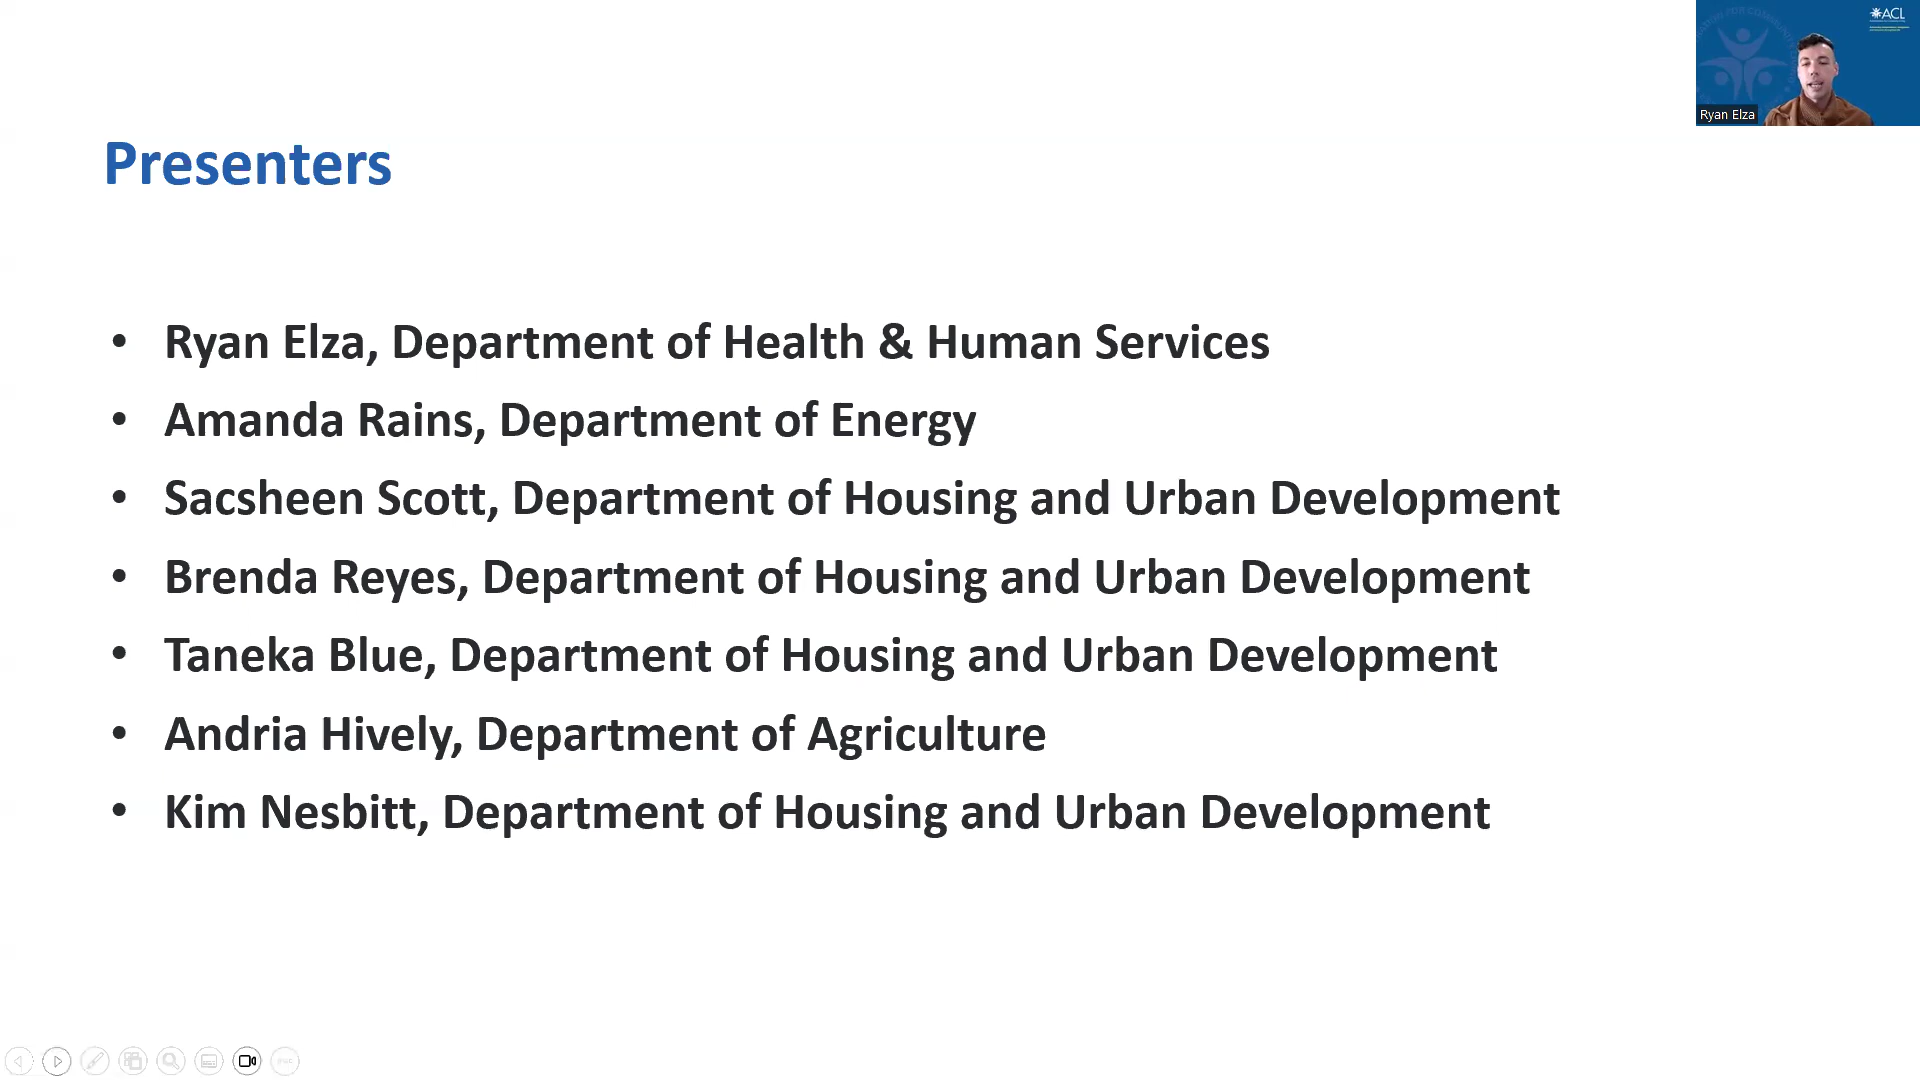 ACL
Ryan Elza
Presenters
• Ryan Elza, Department of Health & Human Services
• Amanda Rains, Department of Energy
• Sacsheen Scott, Department of Housing and Urban Development
• Brenda Reyes, Department of Housing and Urban Development
• Taneka Blue, Department of Housing and Urban Development
• Andria Hively, Department of Agriculture
• Kim Nesbitt, Department of Housing and Urban Development